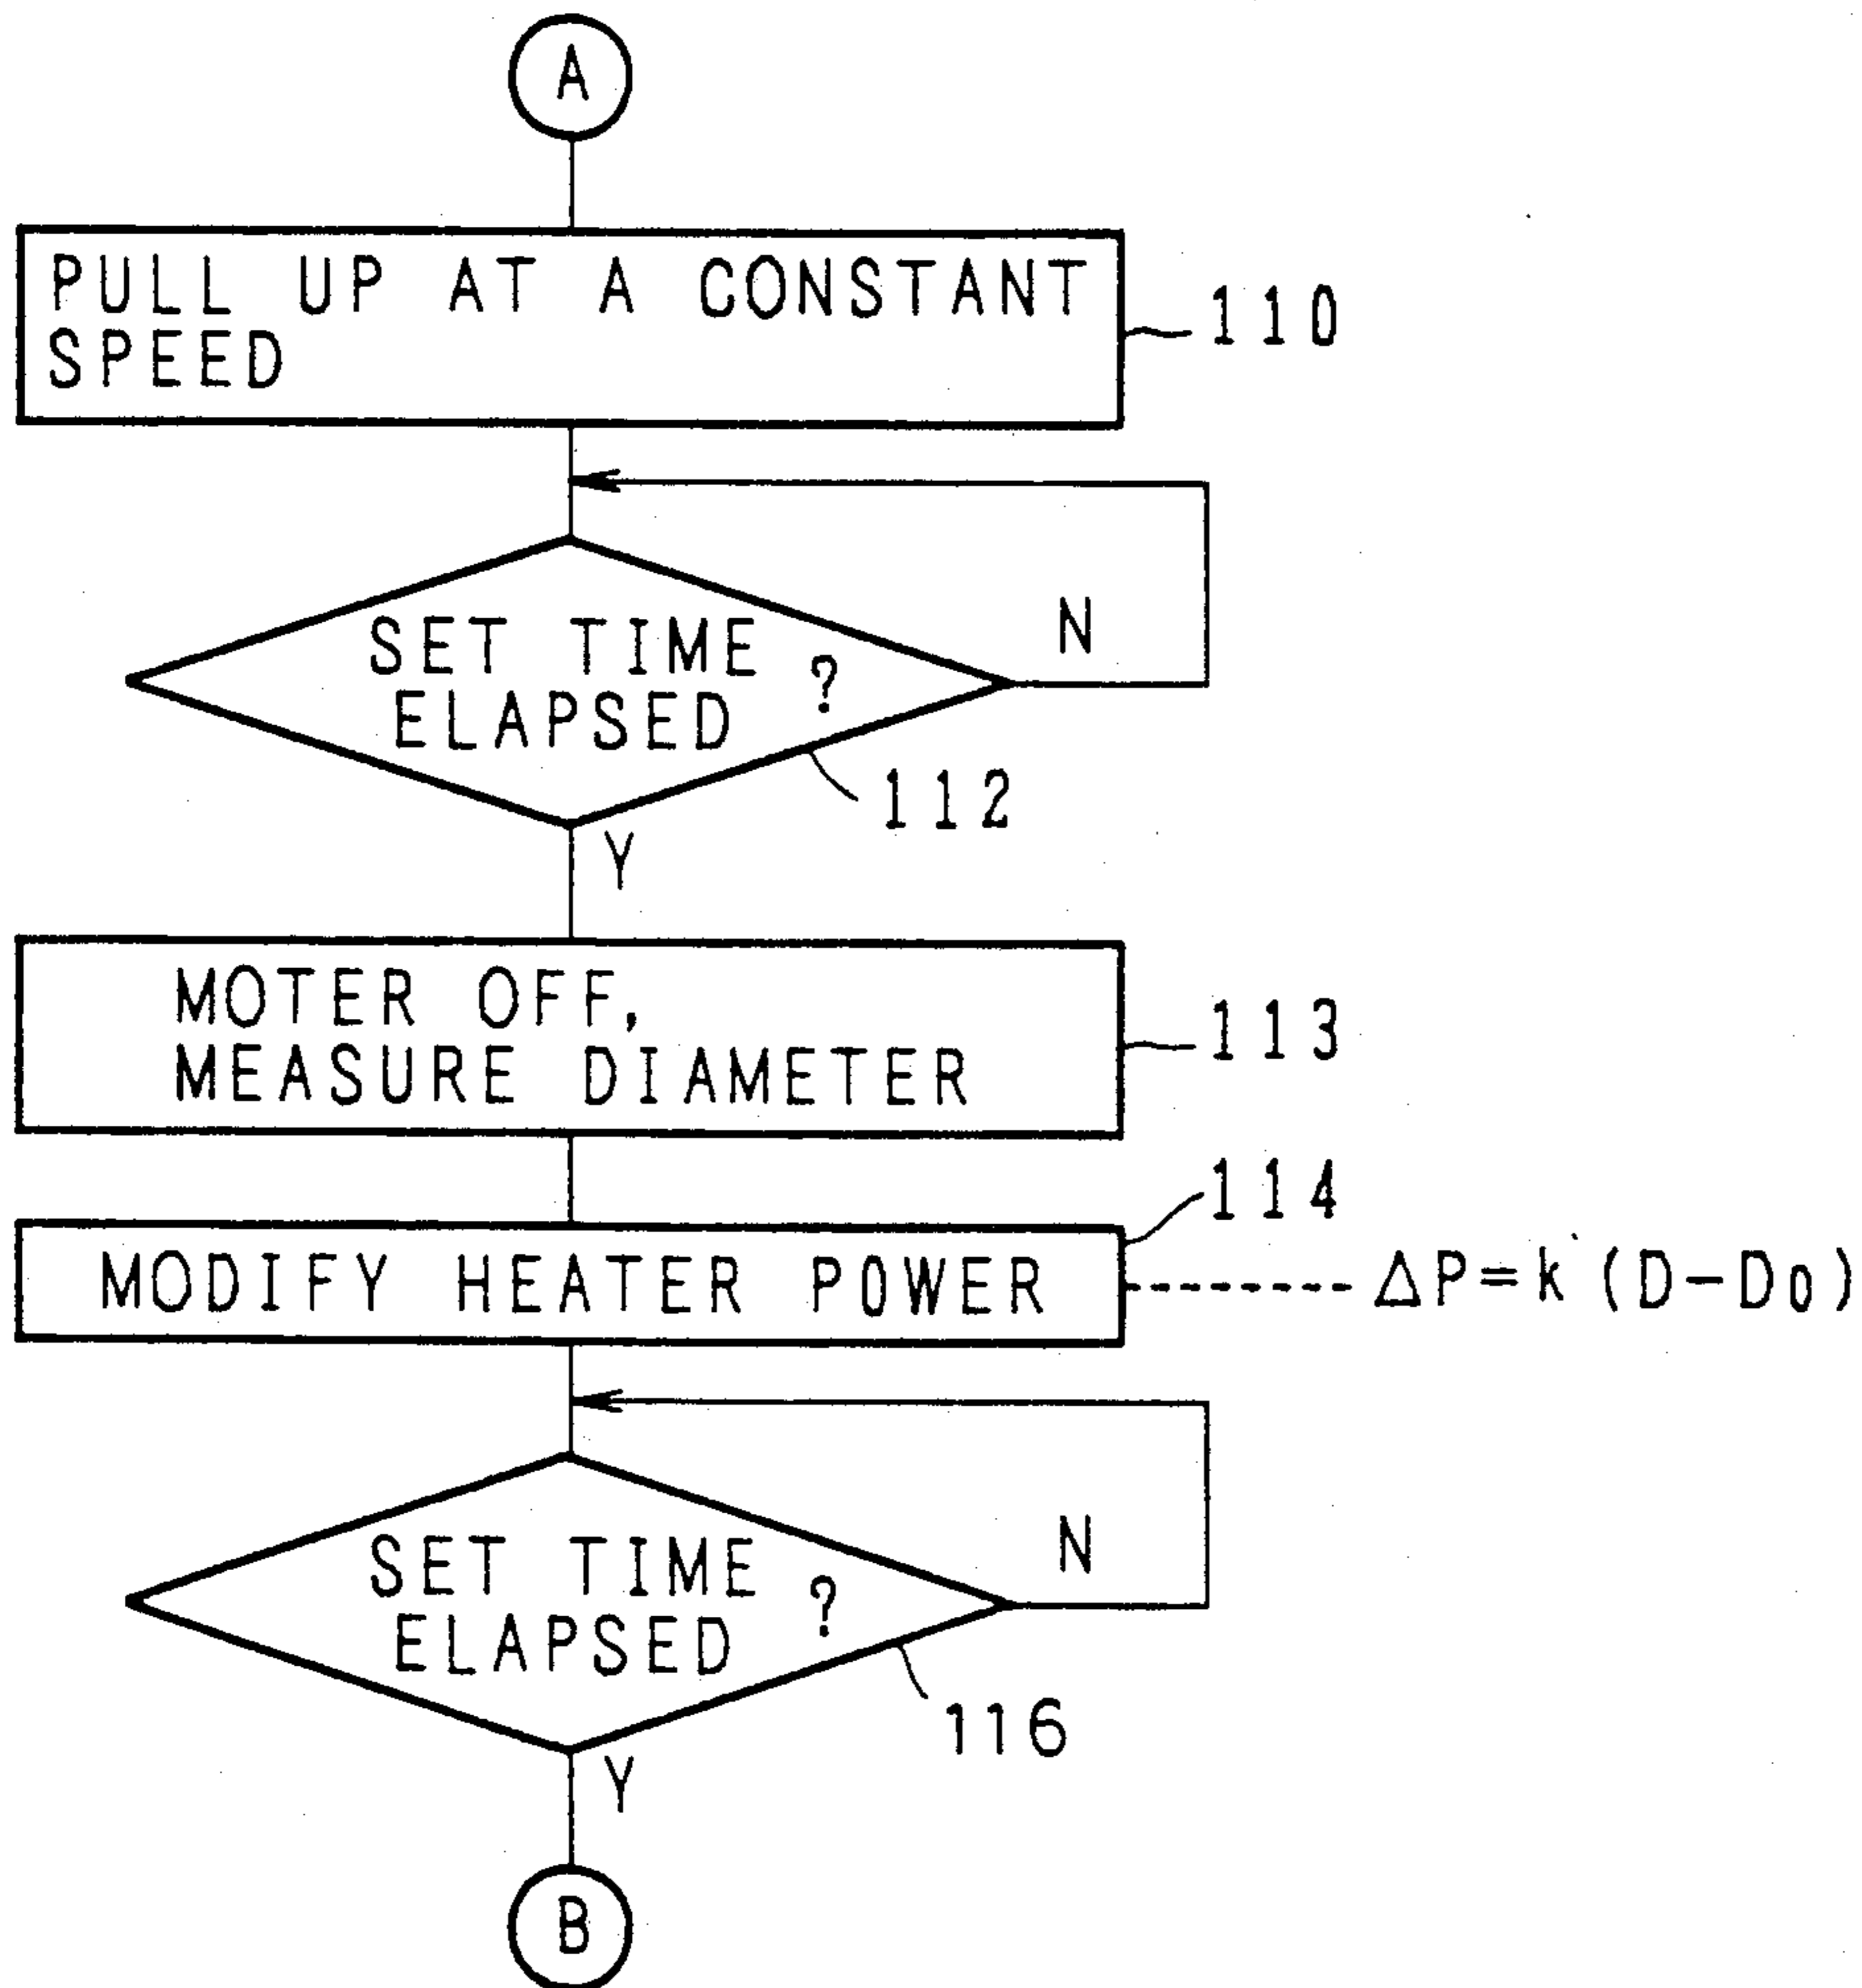 A
PULL UP AT A CONSTANT
SPEED
110
N
SET TIME
ELAPSED ?
112
Y
MOTER OFF,
MEASURE DIAMETER
113
114
MODIFY HEATER POWER
ΔP=k (D-D0)
N
SET TIME
ELAPSED ?
116
Y
B